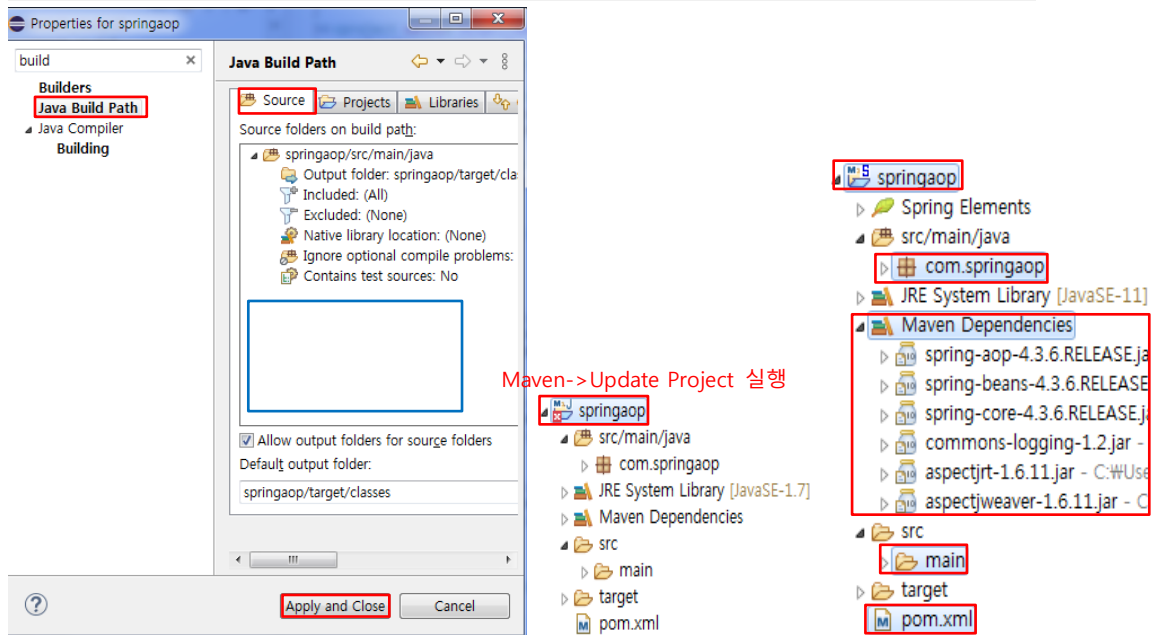 Properties for springaop
build
Builders
Java Build Path
Java Compiler
Building
Java Build Path
Source
Projects
Libraries
Source folders on build path:
springaop/src/main/java
Output folder: springaop/target/cla
Included: (All)
Excluded: (None)
Native library location: (None)
Ignore optional compile problems:
Contains test sources: No
Allow output folders for source folders
Default output folder:
springaop/target/classes
Apply and Close
Cancel
Maven->Update Project 실행
springaop
src/main/java
com.springaop
JRE System Library [JavaSE-1.7]
Maven Dependencies
src
main
target
pom.xml
springaop
Spring Elements
src/main/java
com.springaop
JRE System Library [JavaSE-11]
Maven Dependencies
spring-aop-4.3.6.RELEASE.ja
spring-beans-4.3.6.RELEASE
spring-core-4.3.6.RELEASE.j
commons-logging-1.2.jar -
aspectjrt-1.6.11.jar - C:₩Use
aspectjweaver-1.6.11.jar - C
src
main
target
pom.xml